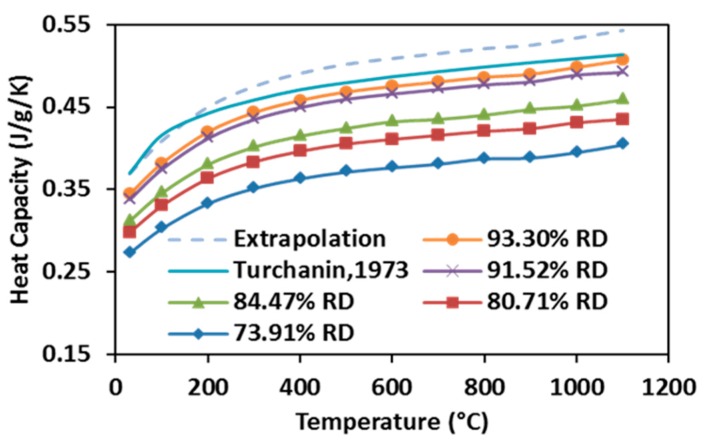 0.55
0.45
0.35
0.25
0.15
Heat Capacity (J/g/K)
Extrapolation
93.30% RD
Turchanin,1973
91.52% RD
84.47% RD
80.71% RD
73.91% RD
0 200 400 600 800 1000 1200
Temperature (°C)